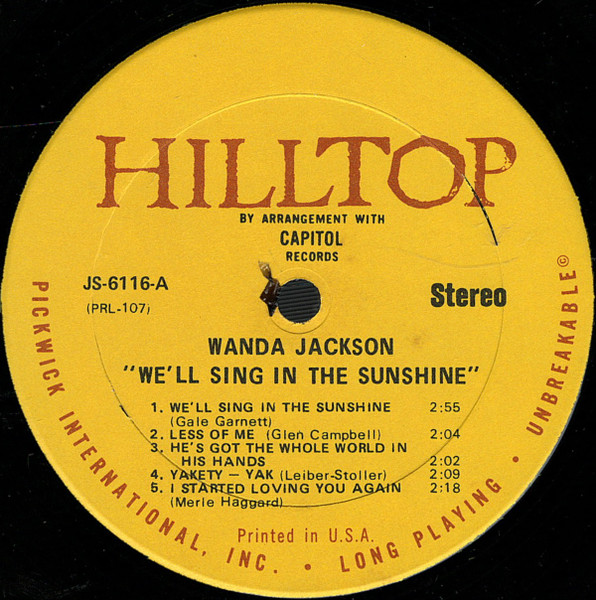 HILLTOP
BY ARRANGEMENT WITH
CAPITOL
RECORDS
JS-6116-A
(PRL-107)
Stereo
WANDA JACKSON
"WE'LL SING IN THE SUNSHINE"
1. WE'LL SING IN THE SUNSHINE 2:55
(Gale Garnett)
2. LESS OF ME (Glen Campbell) 2:04
3. HE'S GOT THE WHOLE WORLD IN
HIS HANDS 2:02
4. YAKETY – YAK (Leiber-Stoller) 2:09
5. I STARTED LOVING YOU AGAIN 2:18
(Merle Haggard)
Printed in U.S.A.
PICKWICK INTERNATIONAL, INC. • LONG PLAYING • UNBREAKABLE ©